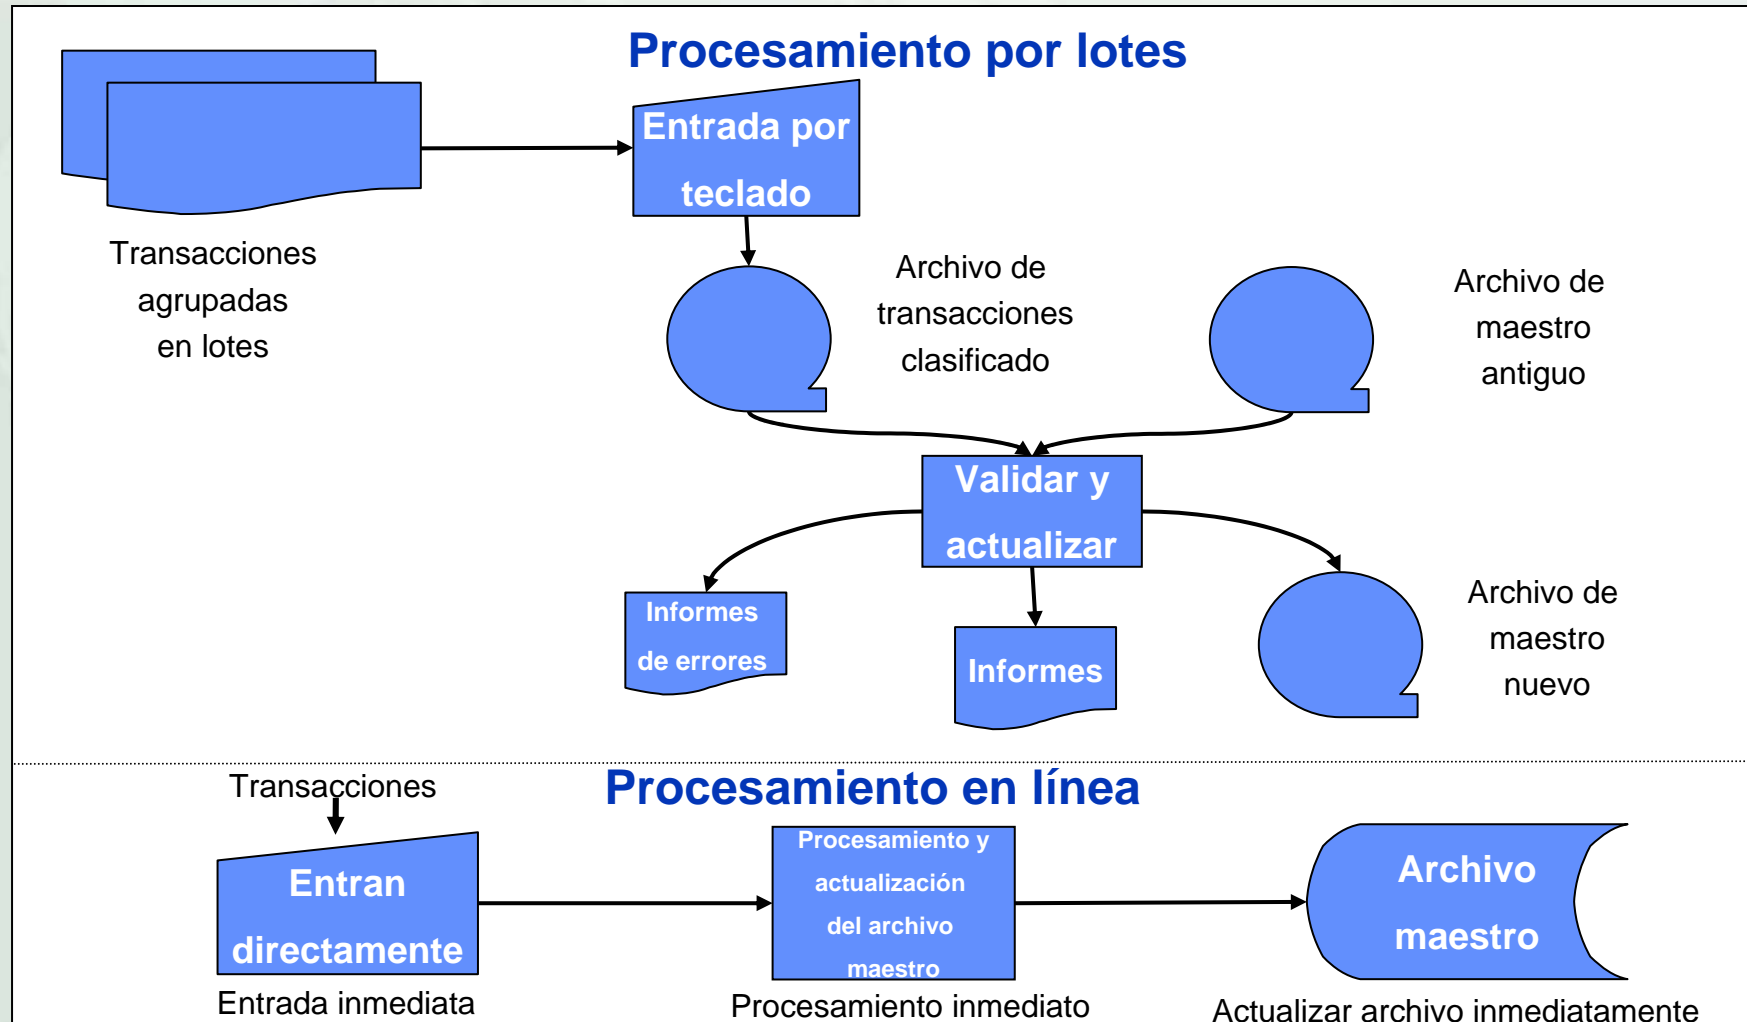 Procesamiento por lotes
Entrada por
teclado
Transacciones
agrupadas
en lotes
Archivo de
transacciones
clasificado
Archivo de
maestro
antiguo
Validar y
actualizar
Informes
de errores
Informes
Archivo de
maestro
nuevo
Procesamiento en línea
Transacciones
Entran
directamente
Entrada inmediata
Procesamiento y
actualización
del archivo
maestro
Procesamiento inmediato
Archivo
maestro
Actualizar archivo inmediatamente